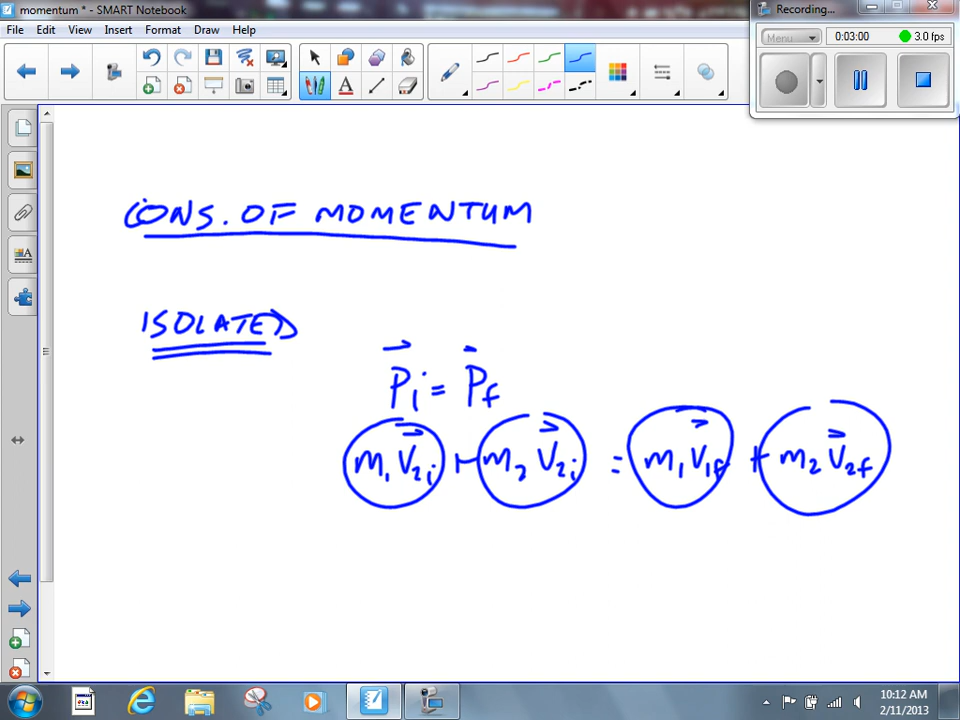 momentum * - SMART Notebook
Recording...
File Edit View Insert Format Draw Help
Menu
0:03:00
3.0 fps
CONS. OF MOMENTUM
ISOLATED
P⃗i = P⃗f
m₁V⃗₂i + m₂V⃗₂i = m₁V⃗₁f + m₂V⃗₂f
10:12 AM
2/11/2013